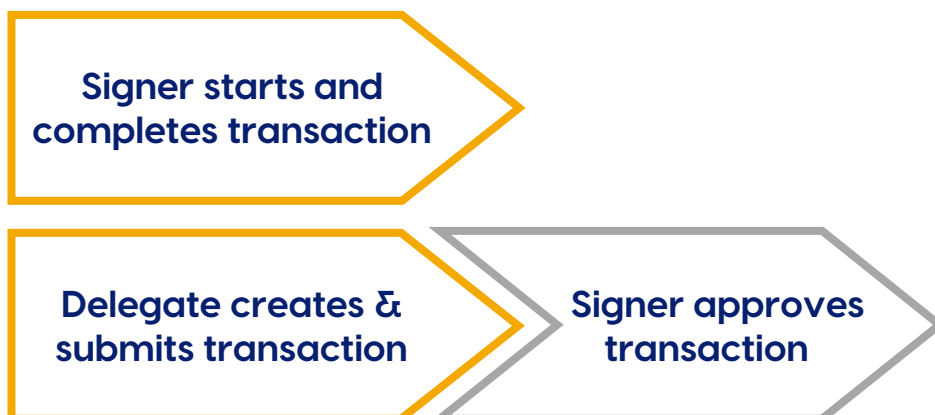 Signer starts and
completes transaction
Delegate creates &
submits transaction
Signer approves
transaction